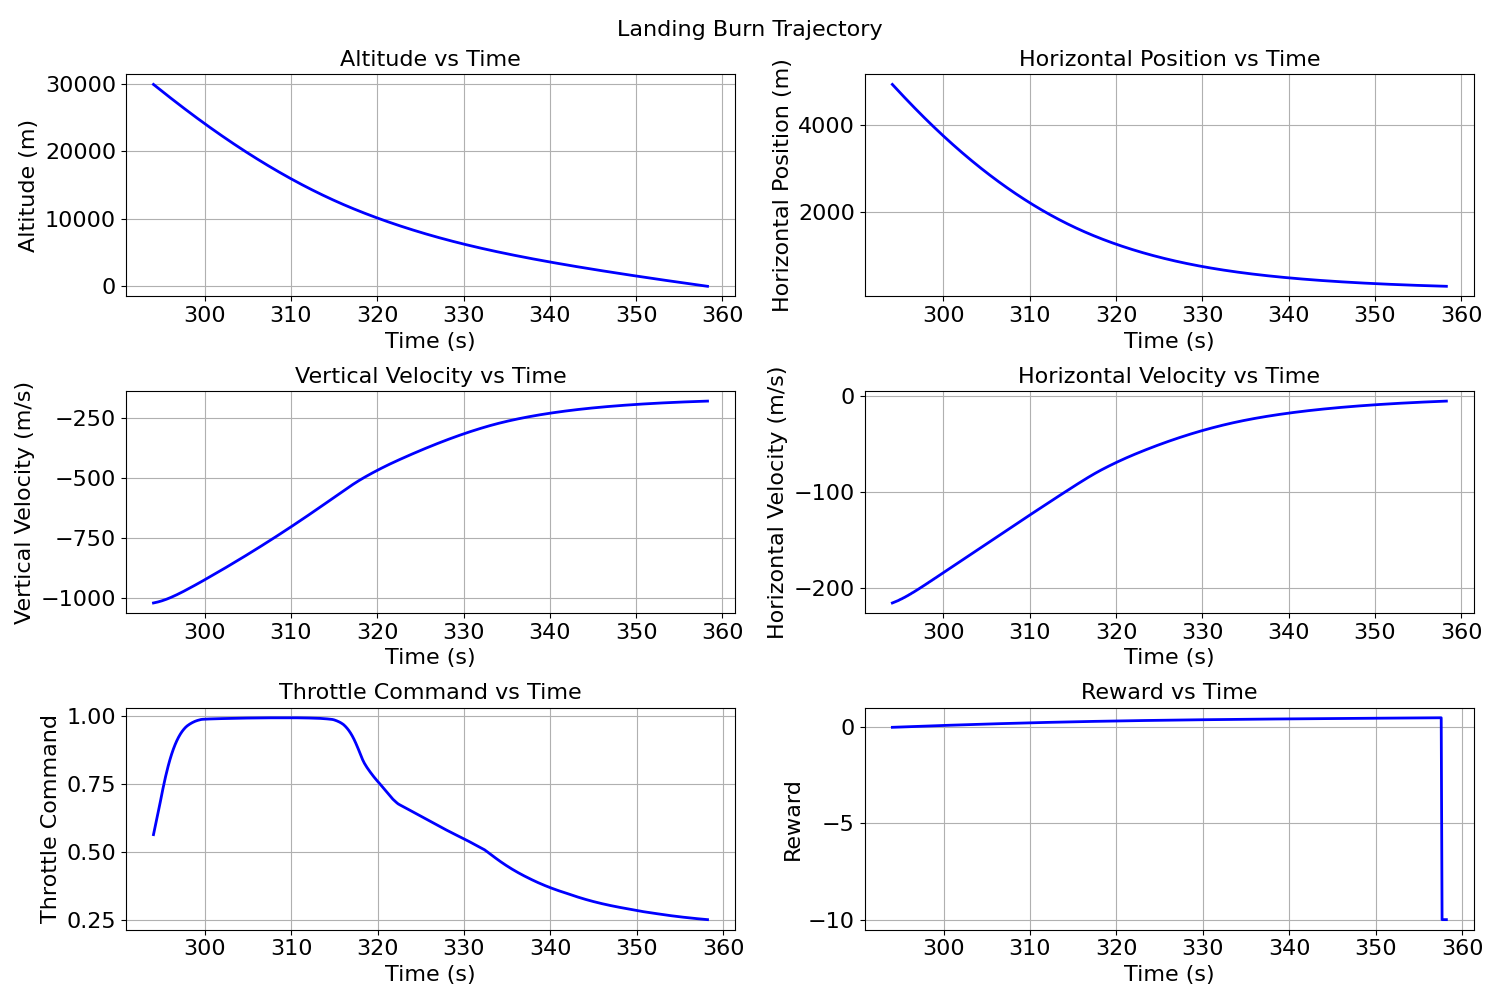 Landing Burn Trajectory
Altitude vs Time
Altitude (m)
30000
20000
10000
0
300 310 320 330 340 350 360
Time (s)
Horizontal Position vs Time
Horizontal Position (m)
4000
2000
300 310 320 330 340 350 360
Time (s)
Vertical Velocity vs Time
Vertical Velocity (m/s)
−250
−500
−750
−1000
300 310 320 330 340 350 360
Time (s)
Horizontal Velocity vs Time
Horizontal Velocity (m/s)
0
−100
−200
300 310 320 330 340 350 360
Time (s)
Throttle Command vs Time
Throttle Command
1.00
0.75
0.50
0.25
300 310 320 330 340 350 360
Time (s)
Reward vs Time
Reward
0
−5
−10
300 310 320 330 340 350 360
Time (s)